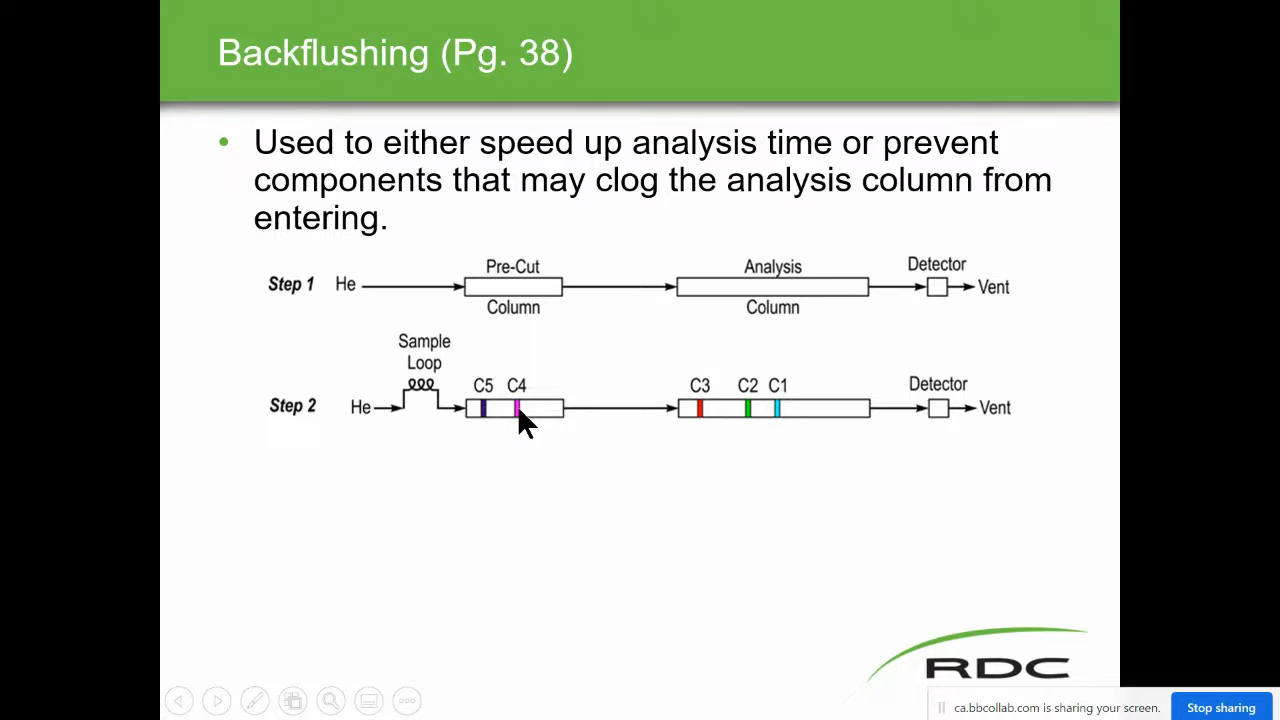 Backflushing (Pg. 38)
• Used to either speed up analysis time or prevent
components that may clog the analysis column from
entering.
Step 1 He Pre-Cut Column Analysis Column Detector Vent
Sample
Loop
C5 C4 C3 C2 C1 Detector
Step 2 He Vent
RDC
ca.bbcollab.com is sharing your screen. Stop sharing